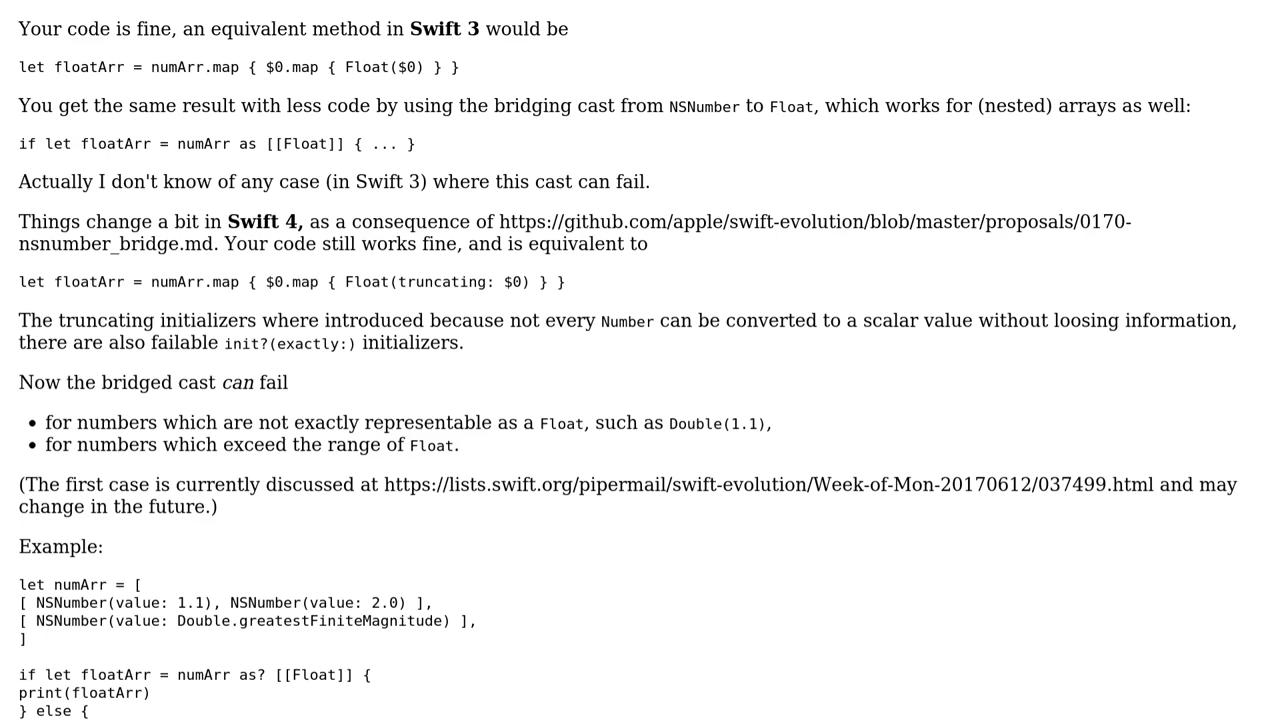 Your code is fine, an equivalent method in Swift 3 would be
let floatArr = numArr.map { $0.map { Float($0) } }
You get the same result with less code by using the bridging cast from NSNumber to Float, which works for (nested) arrays as well:
if let floatArr = numArr as [[Float]] { ... }
Actually I don't know of any case (in Swift 3) where this cast can fail.
Things change a bit in Swift 4, as a consequence of https://github.com/apple/swift-evolution/blob/master/proposals/0170-
nsnumber_bridge.md. Your code still works fine, and is equivalent to
let floatArr = numArr.map { $0.map { Float(truncating: $0) } }
The truncating initializers where introduced because not every Number can be converted to a scalar value without loosing information,
there are also failable init?(exactly:) initializers.
Now the bridged cast can fail
• for numbers which are not exactly representable as a Float, such as Double(1.1),
• for numbers which exceed the range of Float.
(The first case is currently discussed at https://lists.swift.org/pipermail/swift-evolution/Week-of-Mon-20170612/037499.html and may
change in the future.)
Example:
let numArr = [
[ NSNumber(value: 1.1), NSNumber(value: 2.0) ],
[ NSNumber(value: Double.greatestFiniteMagnitude) ],
]
if let floatArr = numArr as? [[Float]] {
print(floatArr)
} else {